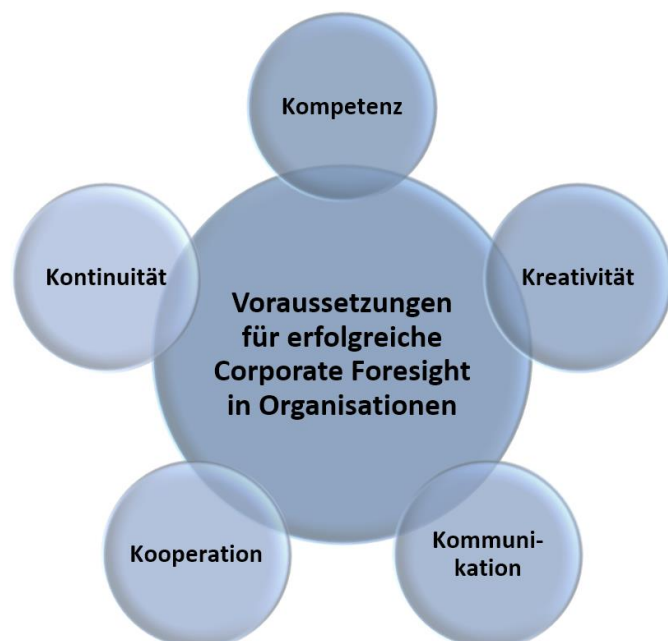 Kompetenz
Kontinuität
Kreativität
Voraussetzungen
für erfolgreiche
Corporate Foresight
in Organisationen
Kooperation
Kommuni-
kation